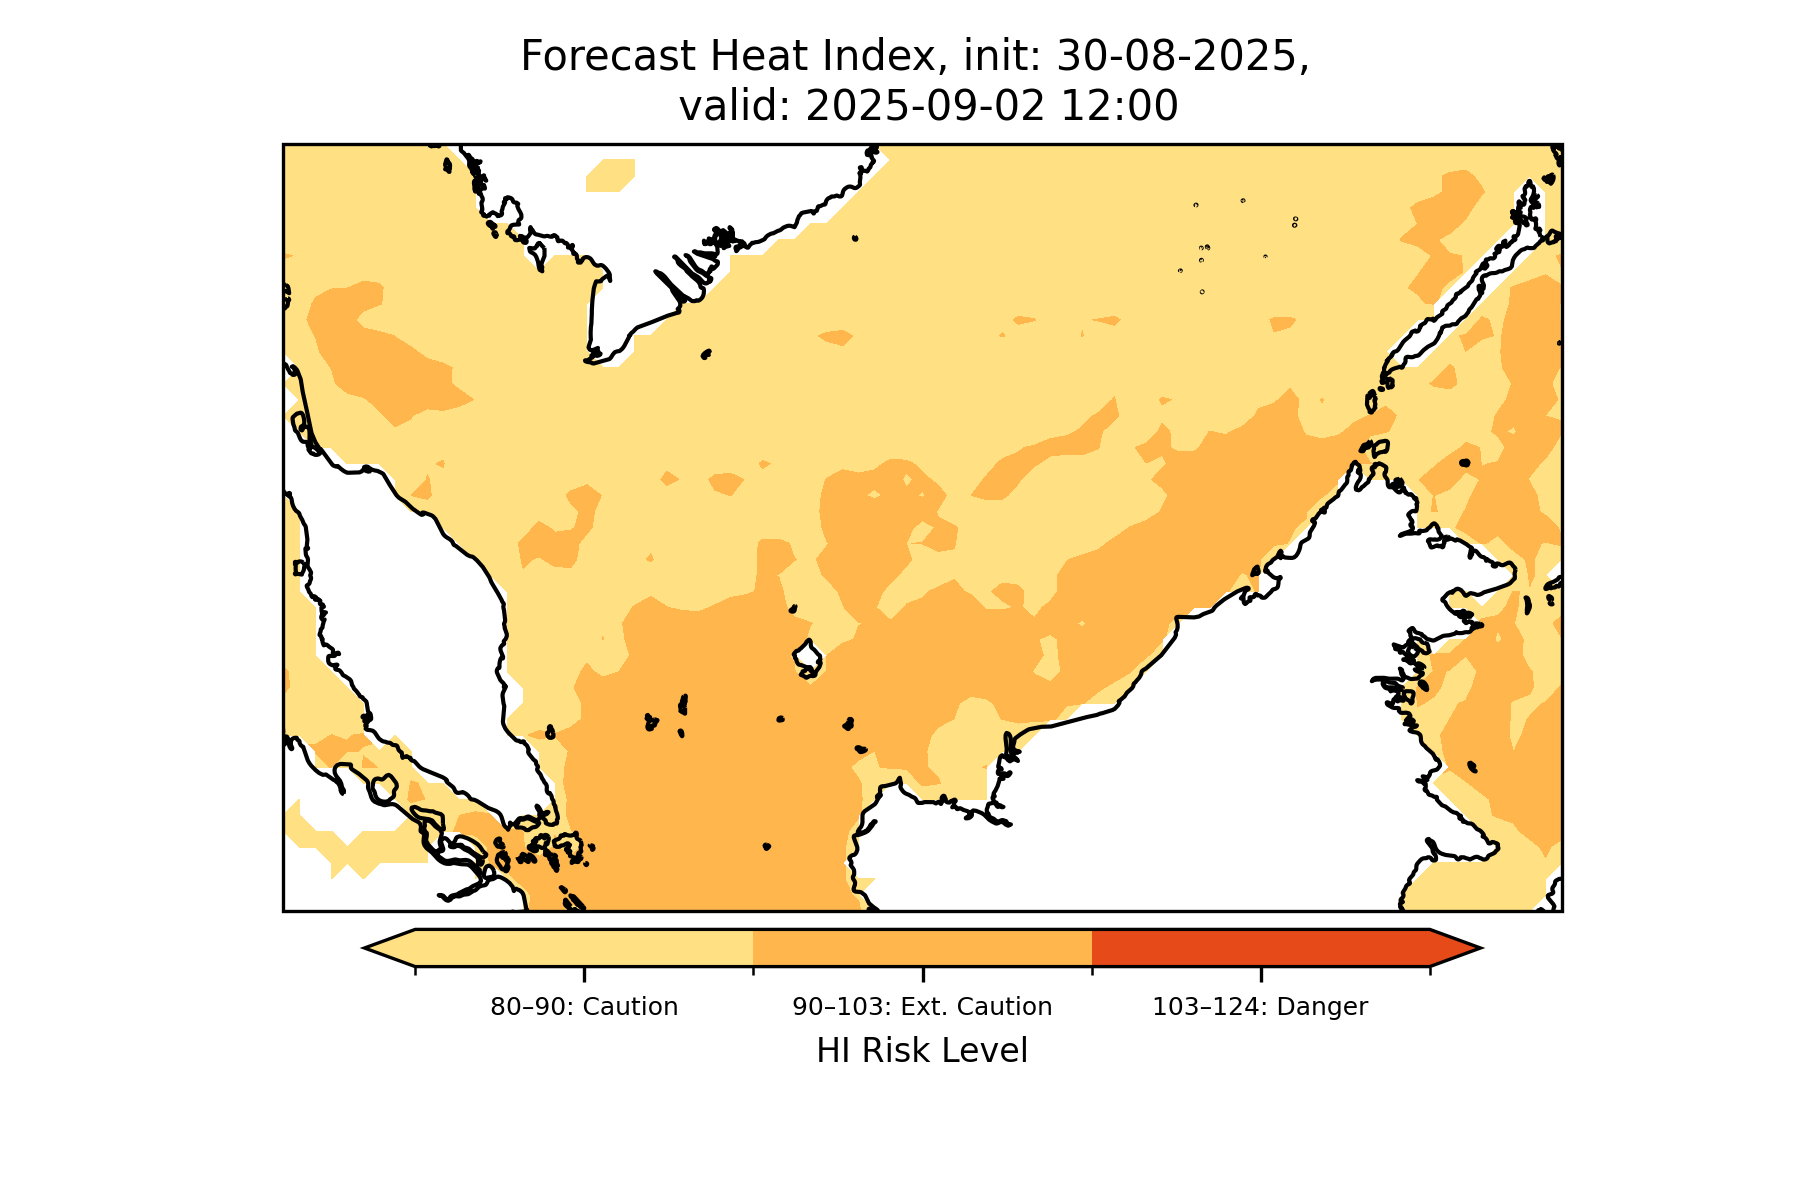 Forecast Heat Index, init: 30-08-2025,
valid: 2025-09-02 12:00
80–90: Caution
90–103: Ext. Caution
103–124: Danger
HI Risk Level